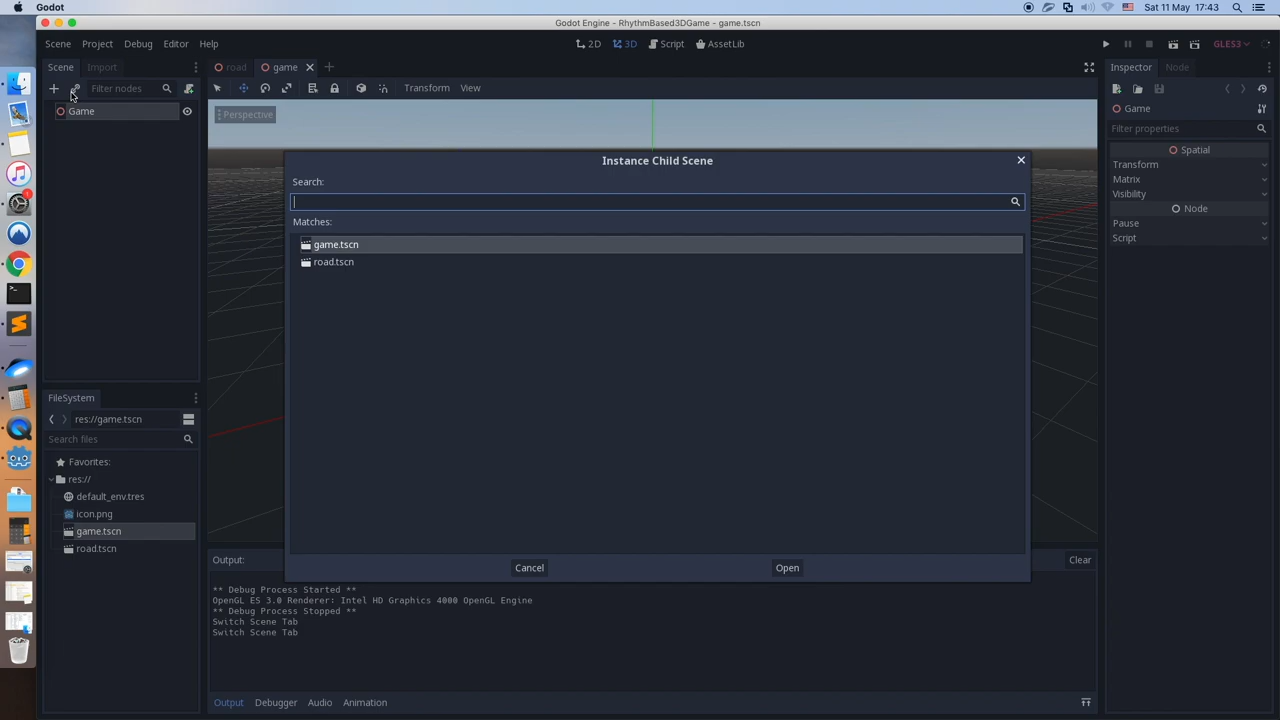 Godot
Sat 11 May 17:43
Godot Engine - RhythmBased3DGame - game.tscn
Scene Project Debug Editor Help
2D 3D Script AssetLib
GLES3
Scene Import
road game
Inspector Node
Filter nodes
Transform View
Game
Perspective
Game
Filter properties
Spatial
Transform
Matrix
Visibility
Node
Pause
Script
Instance Child Scene
Search:
Matches:
game.tscn
road.tscn
Cancel Open
FileSystem
res://game.tscn
Search files
Favorites:
res://
default_env.tres
icon.png
game.tscn
road.tscn
Output:
Clear
** Debug Process Started **
OpenGL ES 3.0 Renderer: Intel HD Graphics 4000 OpenGL Engine
** Debug Process Stopped **
Switch Scene Tab
Switch Scene Tab
Output Debugger Audio Animation